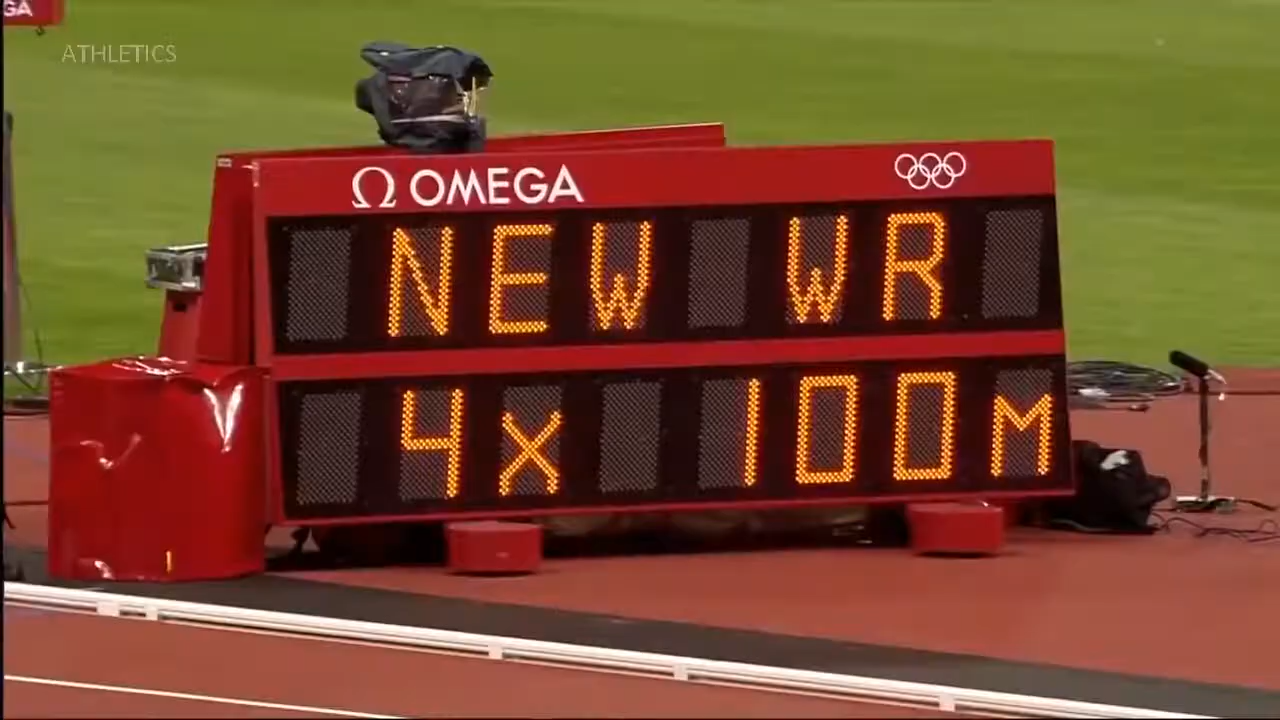 GA
ATHLETICS
Ω OMEGA
NEW WR
4x 100M